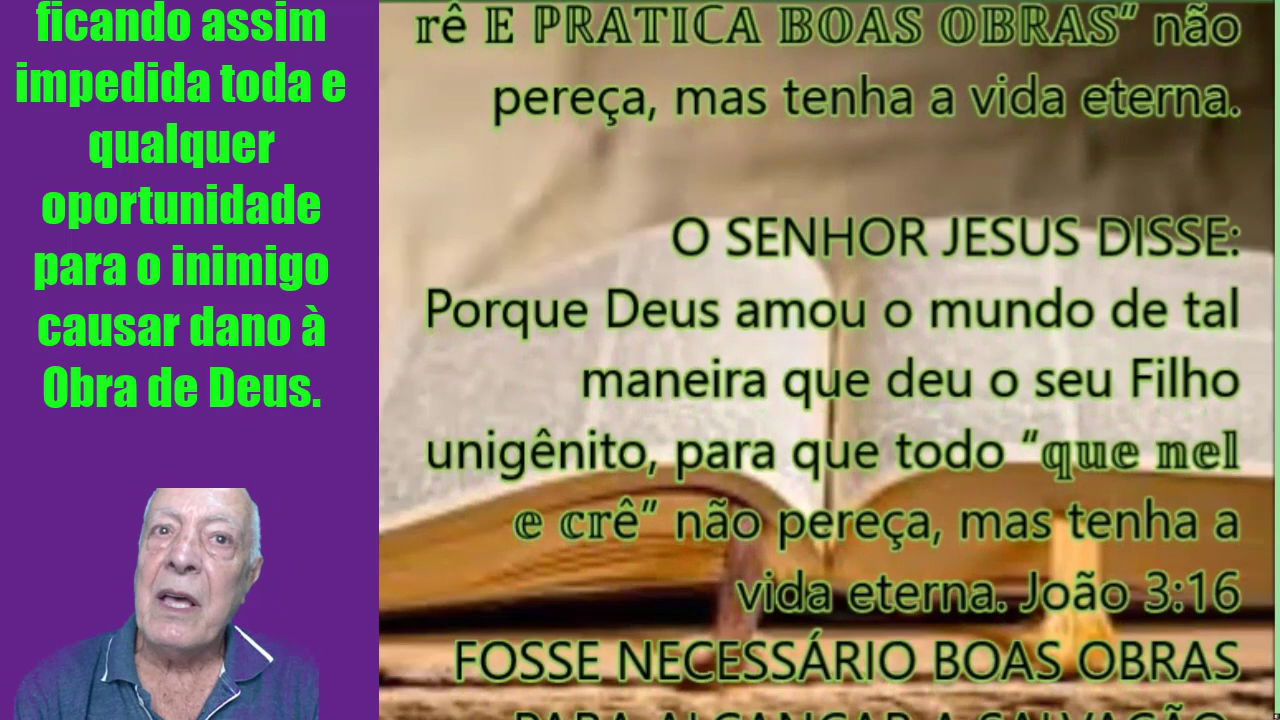 ficando assim
impedida toda e
qualquer
oportunidade
para o inimigo
causar dano à
Obra de Deus.
rê E PRATICA BOAS OBRAS” não
pereça, mas tenha a vida eterna.
O SENHOR JESUS DISSE:
Porque Deus amou o mundo de tal
maneira que deu o seu Filho
unigênito, para que todo “que nel
e crê” não pereça, mas tenha a
vida eterna. João 3:16
FOSSE NECESSÁRIO BOAS OBRAS
PARA ALCANÇAR A SALVAÇÃO